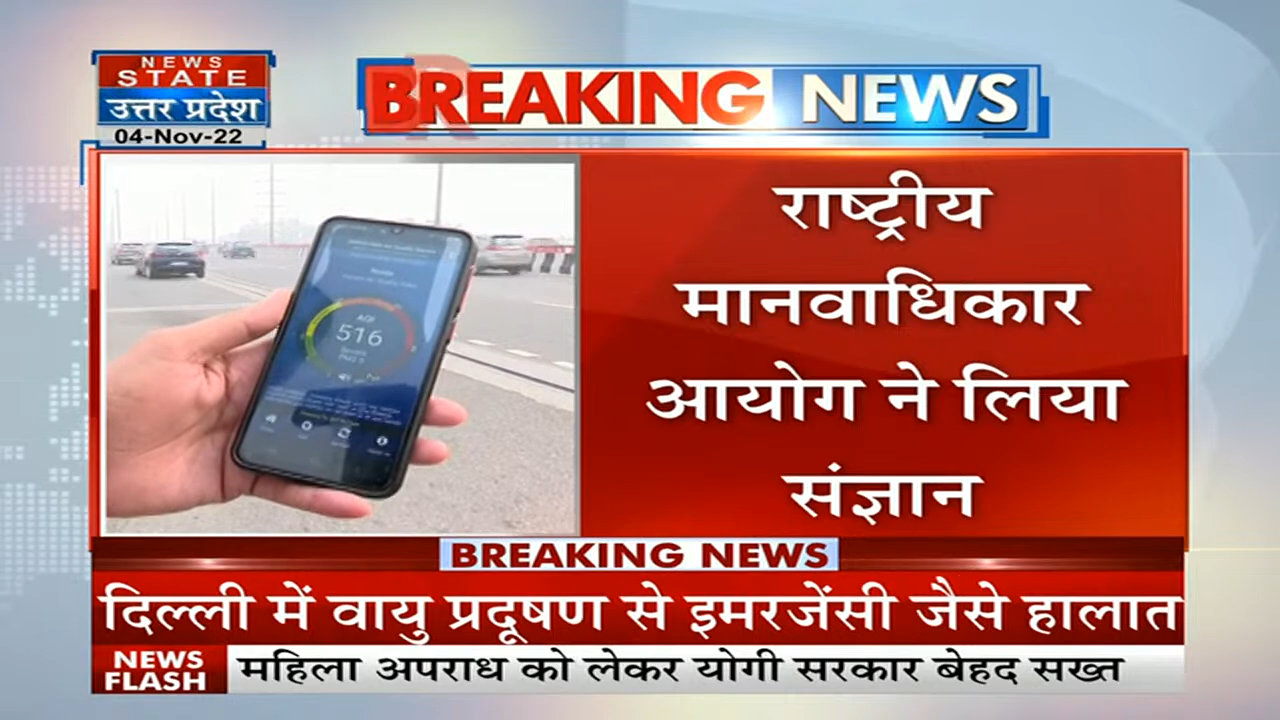 NEWS
STATE
उत्तर प्रदेश
04-Nov-22
BREAKING NEWS
राष्ट्रीय
मानवाधिकार
आयोग ने लिया
संज्ञान
AQI
516
BREAKING NEWS
दिल्ली में वायु प्रदूषण से इमरजेंसी जैसे हालात
NEWS
FLASH
महिला अपराध को लेकर योगी सरकार बेहद सख्त